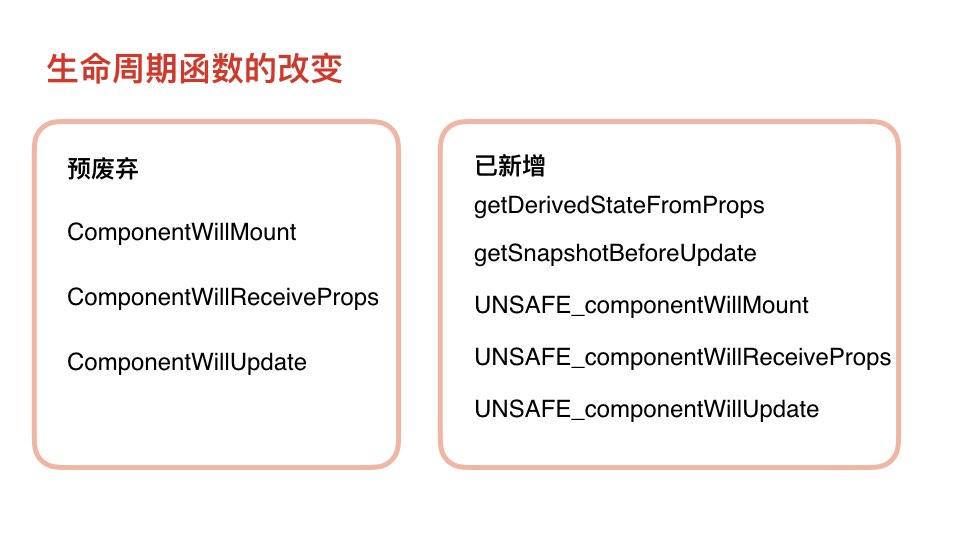 生命周期函数的改变
预废弃
ComponentWillMount
ComponentWillReceiveProps
ComponentWillUpdate
已新增
getDerivedStateFromProps
getSnapshotBeforeUpdate
UNSAFE_componentWillMount
UNSAFE_componentWillReceiveProps
UNSAFE_componentWillUpdate